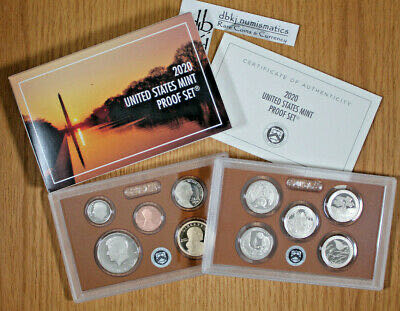 dbkj numismatics
Rare Coins & Currency
2020
UNITED STATES MINT
PROOF SET®
CERTIFICATE OF AUTHENTICITY
2020
UNITED STATES MINT
PROOF SET®